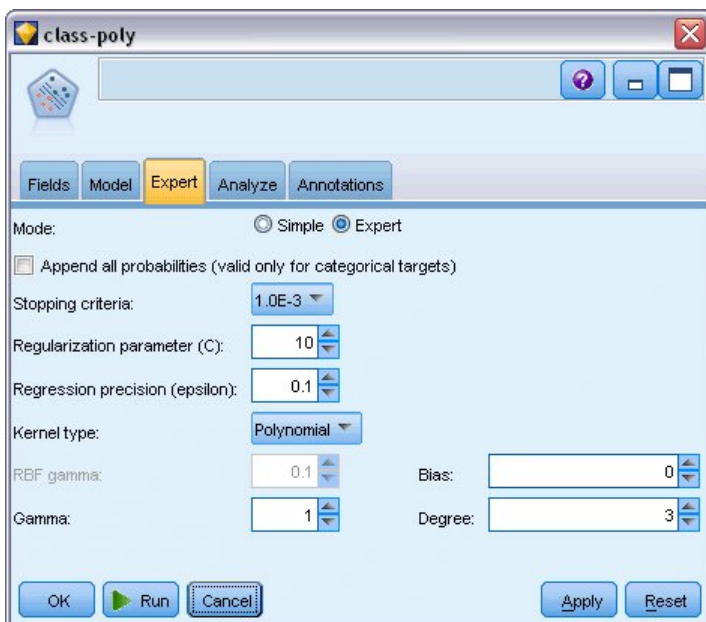 class-poly
?
Fields Model Expert Analyze Annotations
Mode: Simple Expert
Append all probabilities (valid only for categorical targets)
Stopping criteria: 1.0E-3
Regularization parameter (C): 10
Regression precision (epsilon): 0.1
Kernel type: Polynomial
RBF gamma: 0.1 Bias: 0
Gamma: 1 Degree: 3
OK Run Cancel Apply Reset